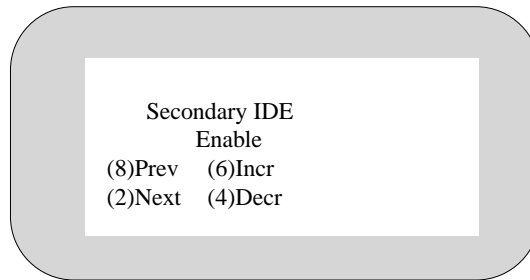 Secondary IDE
Enable
(8)Prev (6)Incr
(2)Next (4)Decr